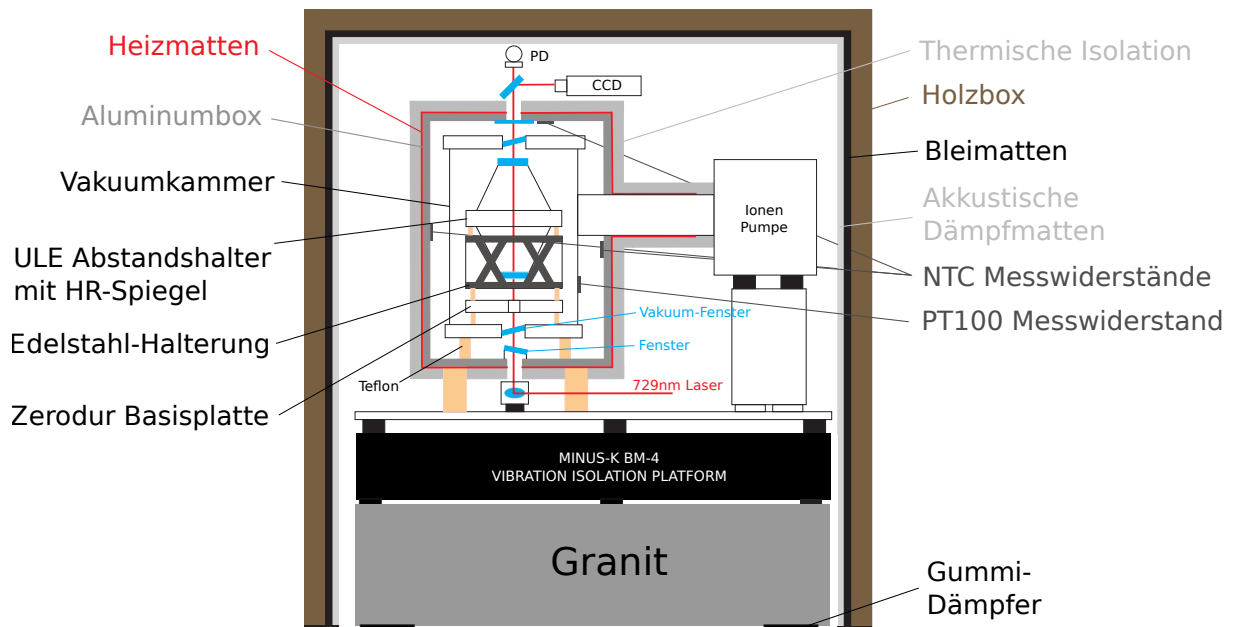 Heizmatten
Aluminumbox
Vakuumkammer
ULE Abstandshalter
mit HR-Spiegel
Edelstahl-Halterung
Teflon
Zerodur Basisplatte
PD
CCD
Ionen
Pumpe
Vakuum-Fenster
Fenster
729nm Laser
MINUS-K BM-4
VIBRATION ISOLATION PLATFORM
Granit
Thermische Isolation
Holzbox
Bleimatten
Akkustische
Dämpfmatten
NTC Messwiderstände
PT100 Messwiderstand
Gummi-
Dämpfer